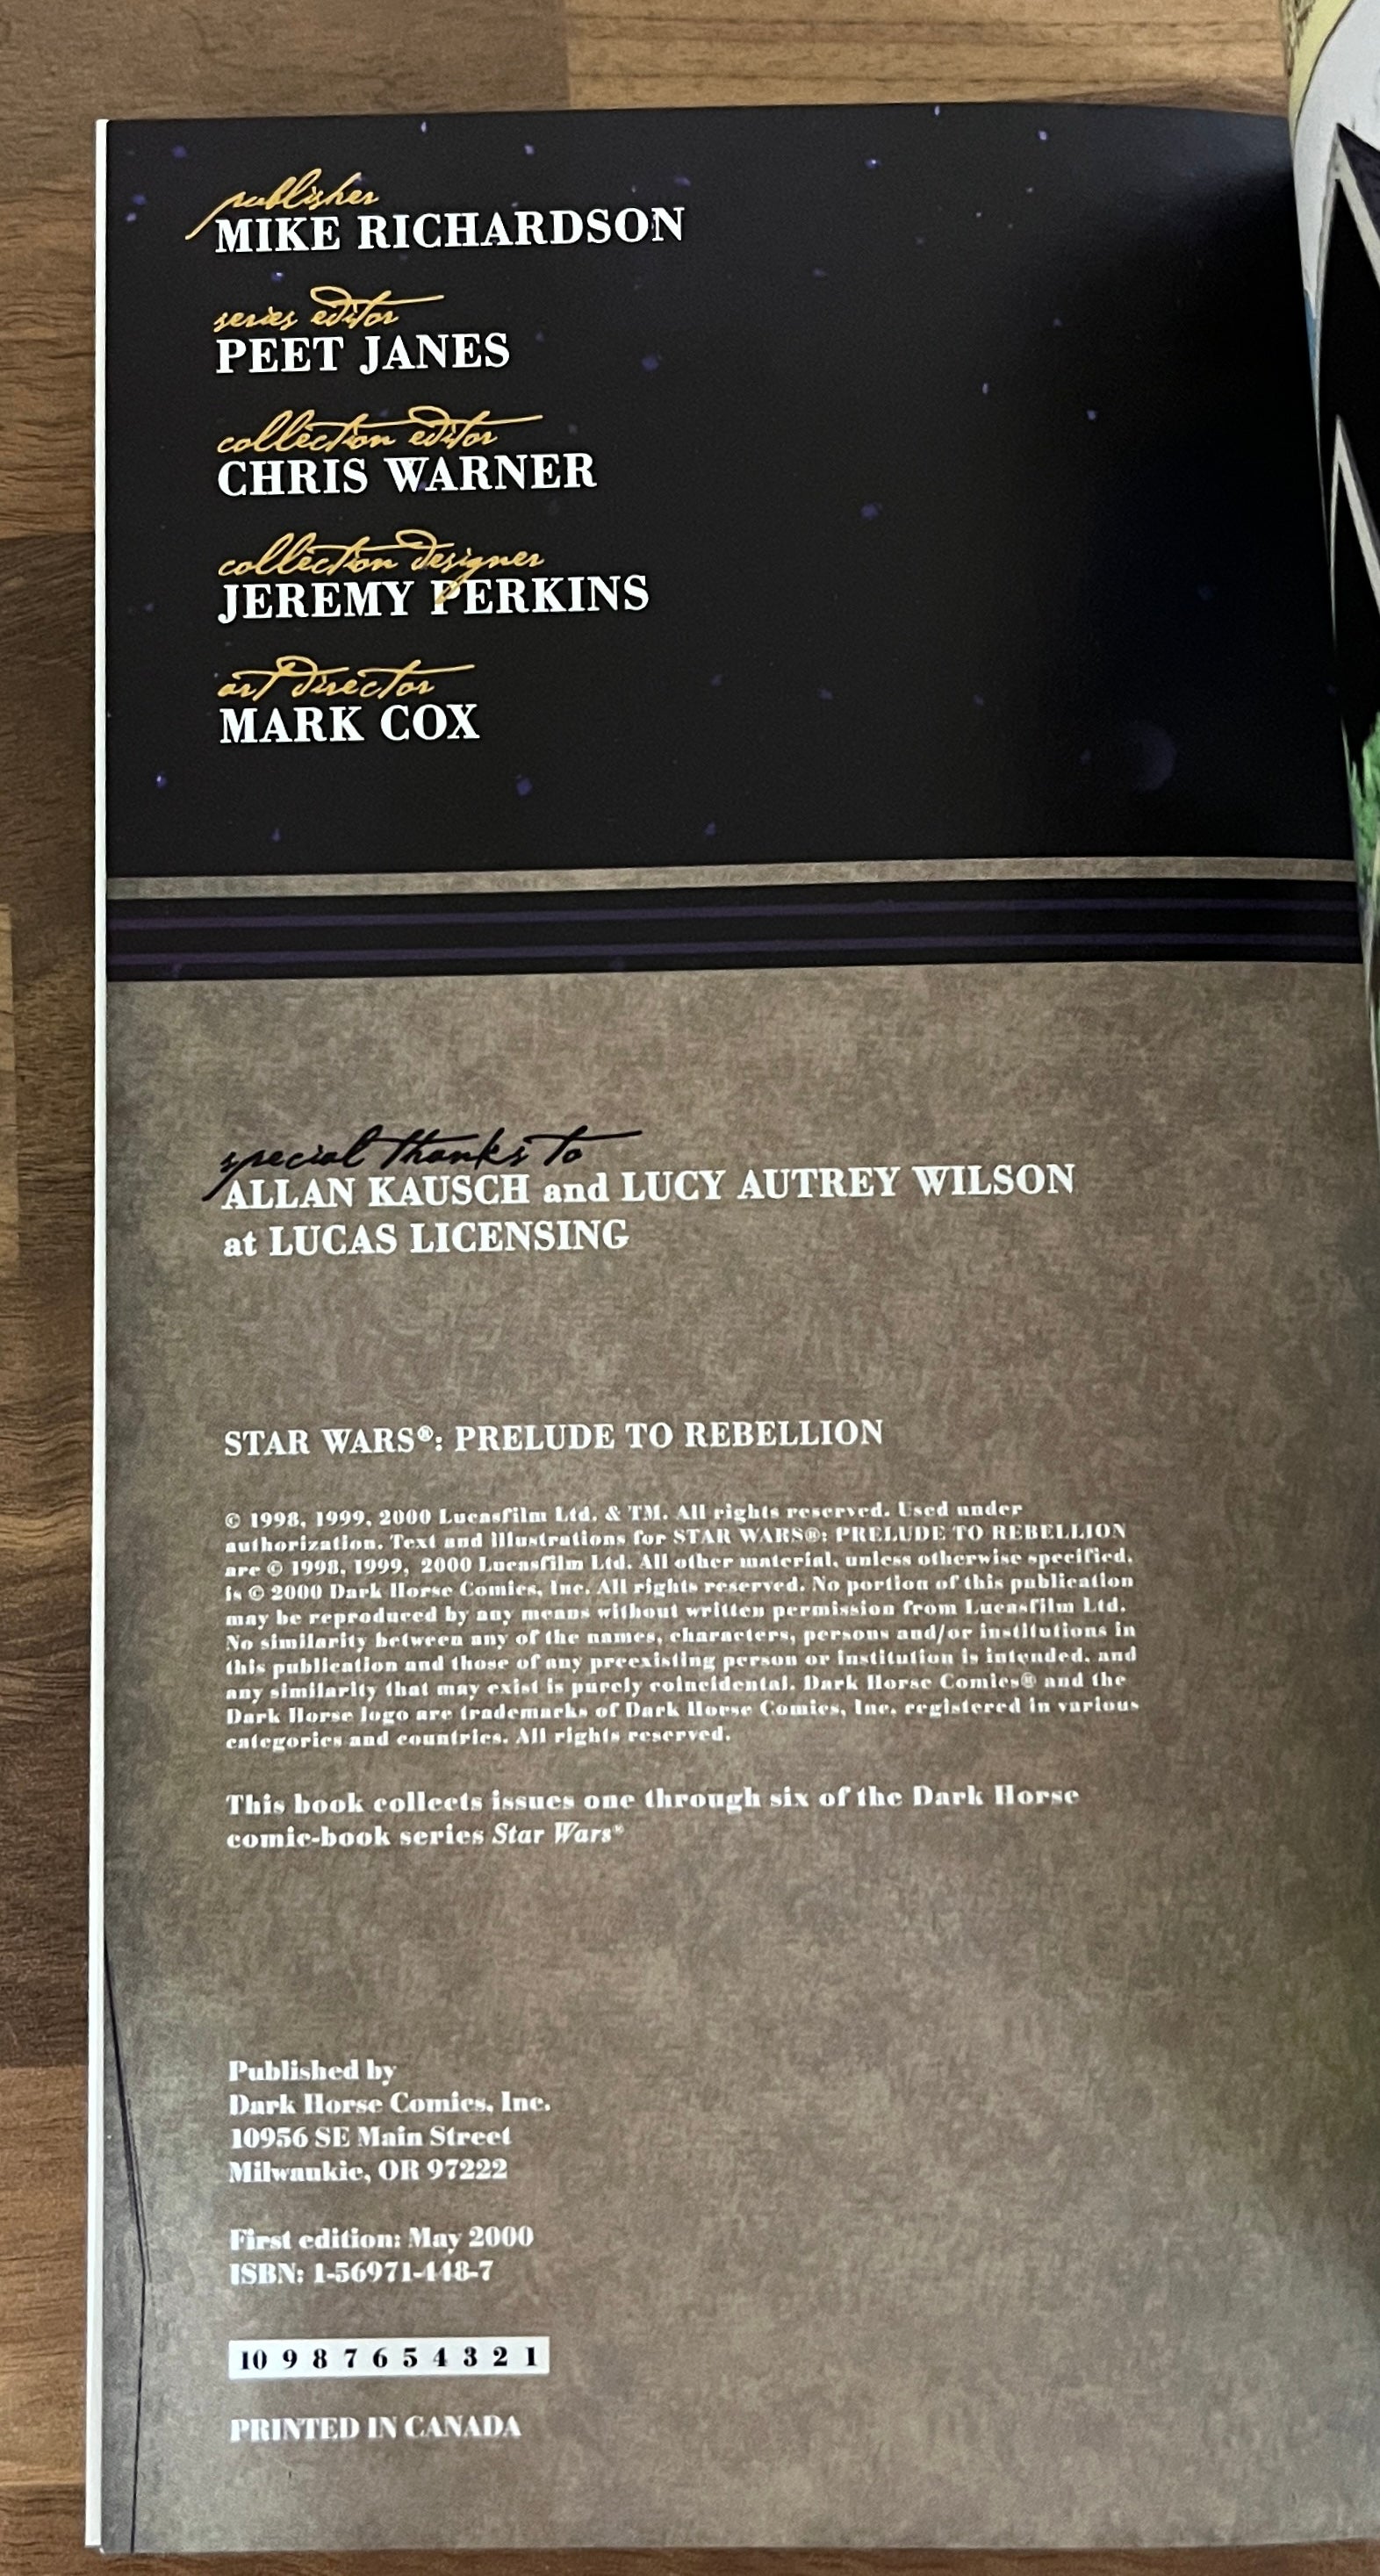 publisher
MIKE RICHARDSON
series editor
PEET JANES
collection editor
CHRIS WARNER
collection designer
JEREMY PERKINS
art director
MARK COX
special thanks to
ALLAN KAUSCH and LUCY AUTREY WILSON
at LUCAS LICENSING
STAR WARS®: PRELUDE TO REBELLION
© 1998, 1999, 2000 Lucasfilm Ltd. & TM. All rights reserved. Used under
authorization. Text and illustrations for STAR WARS®: PRELUDE TO REBELLION
are © 1998, 1999, 2000 Lucasfilm Ltd. All other material, unless otherwise specified,
is © 2000 Dark Horse Comics, Inc. All rights reserved. No portion of this publication
may be reproduced by any means without written permission from Lucasfilm Ltd.
No similarity between any of the names, characters, persons and/or institutions in
this publication and those of any preexisting person or institution is intended, and
any similarity that may exist is purely coincidental. Dark Horse Comics® and the
Dark Horse logo are trademarks of Dark Horse Comics, Inc. registered in various
categories and countries. All rights reserved.
This book collects issues one through six of the Dark Horse
comic-book series Star Wars®
Published by
Dark Horse Comics, Inc.
10956 SE Main Street
Milwaukie, OR 97222
First edition: May 2000
ISBN: 1-56971-448-7
10 9 8 7 6 5 4 3 2 1
PRINTED IN CANADA